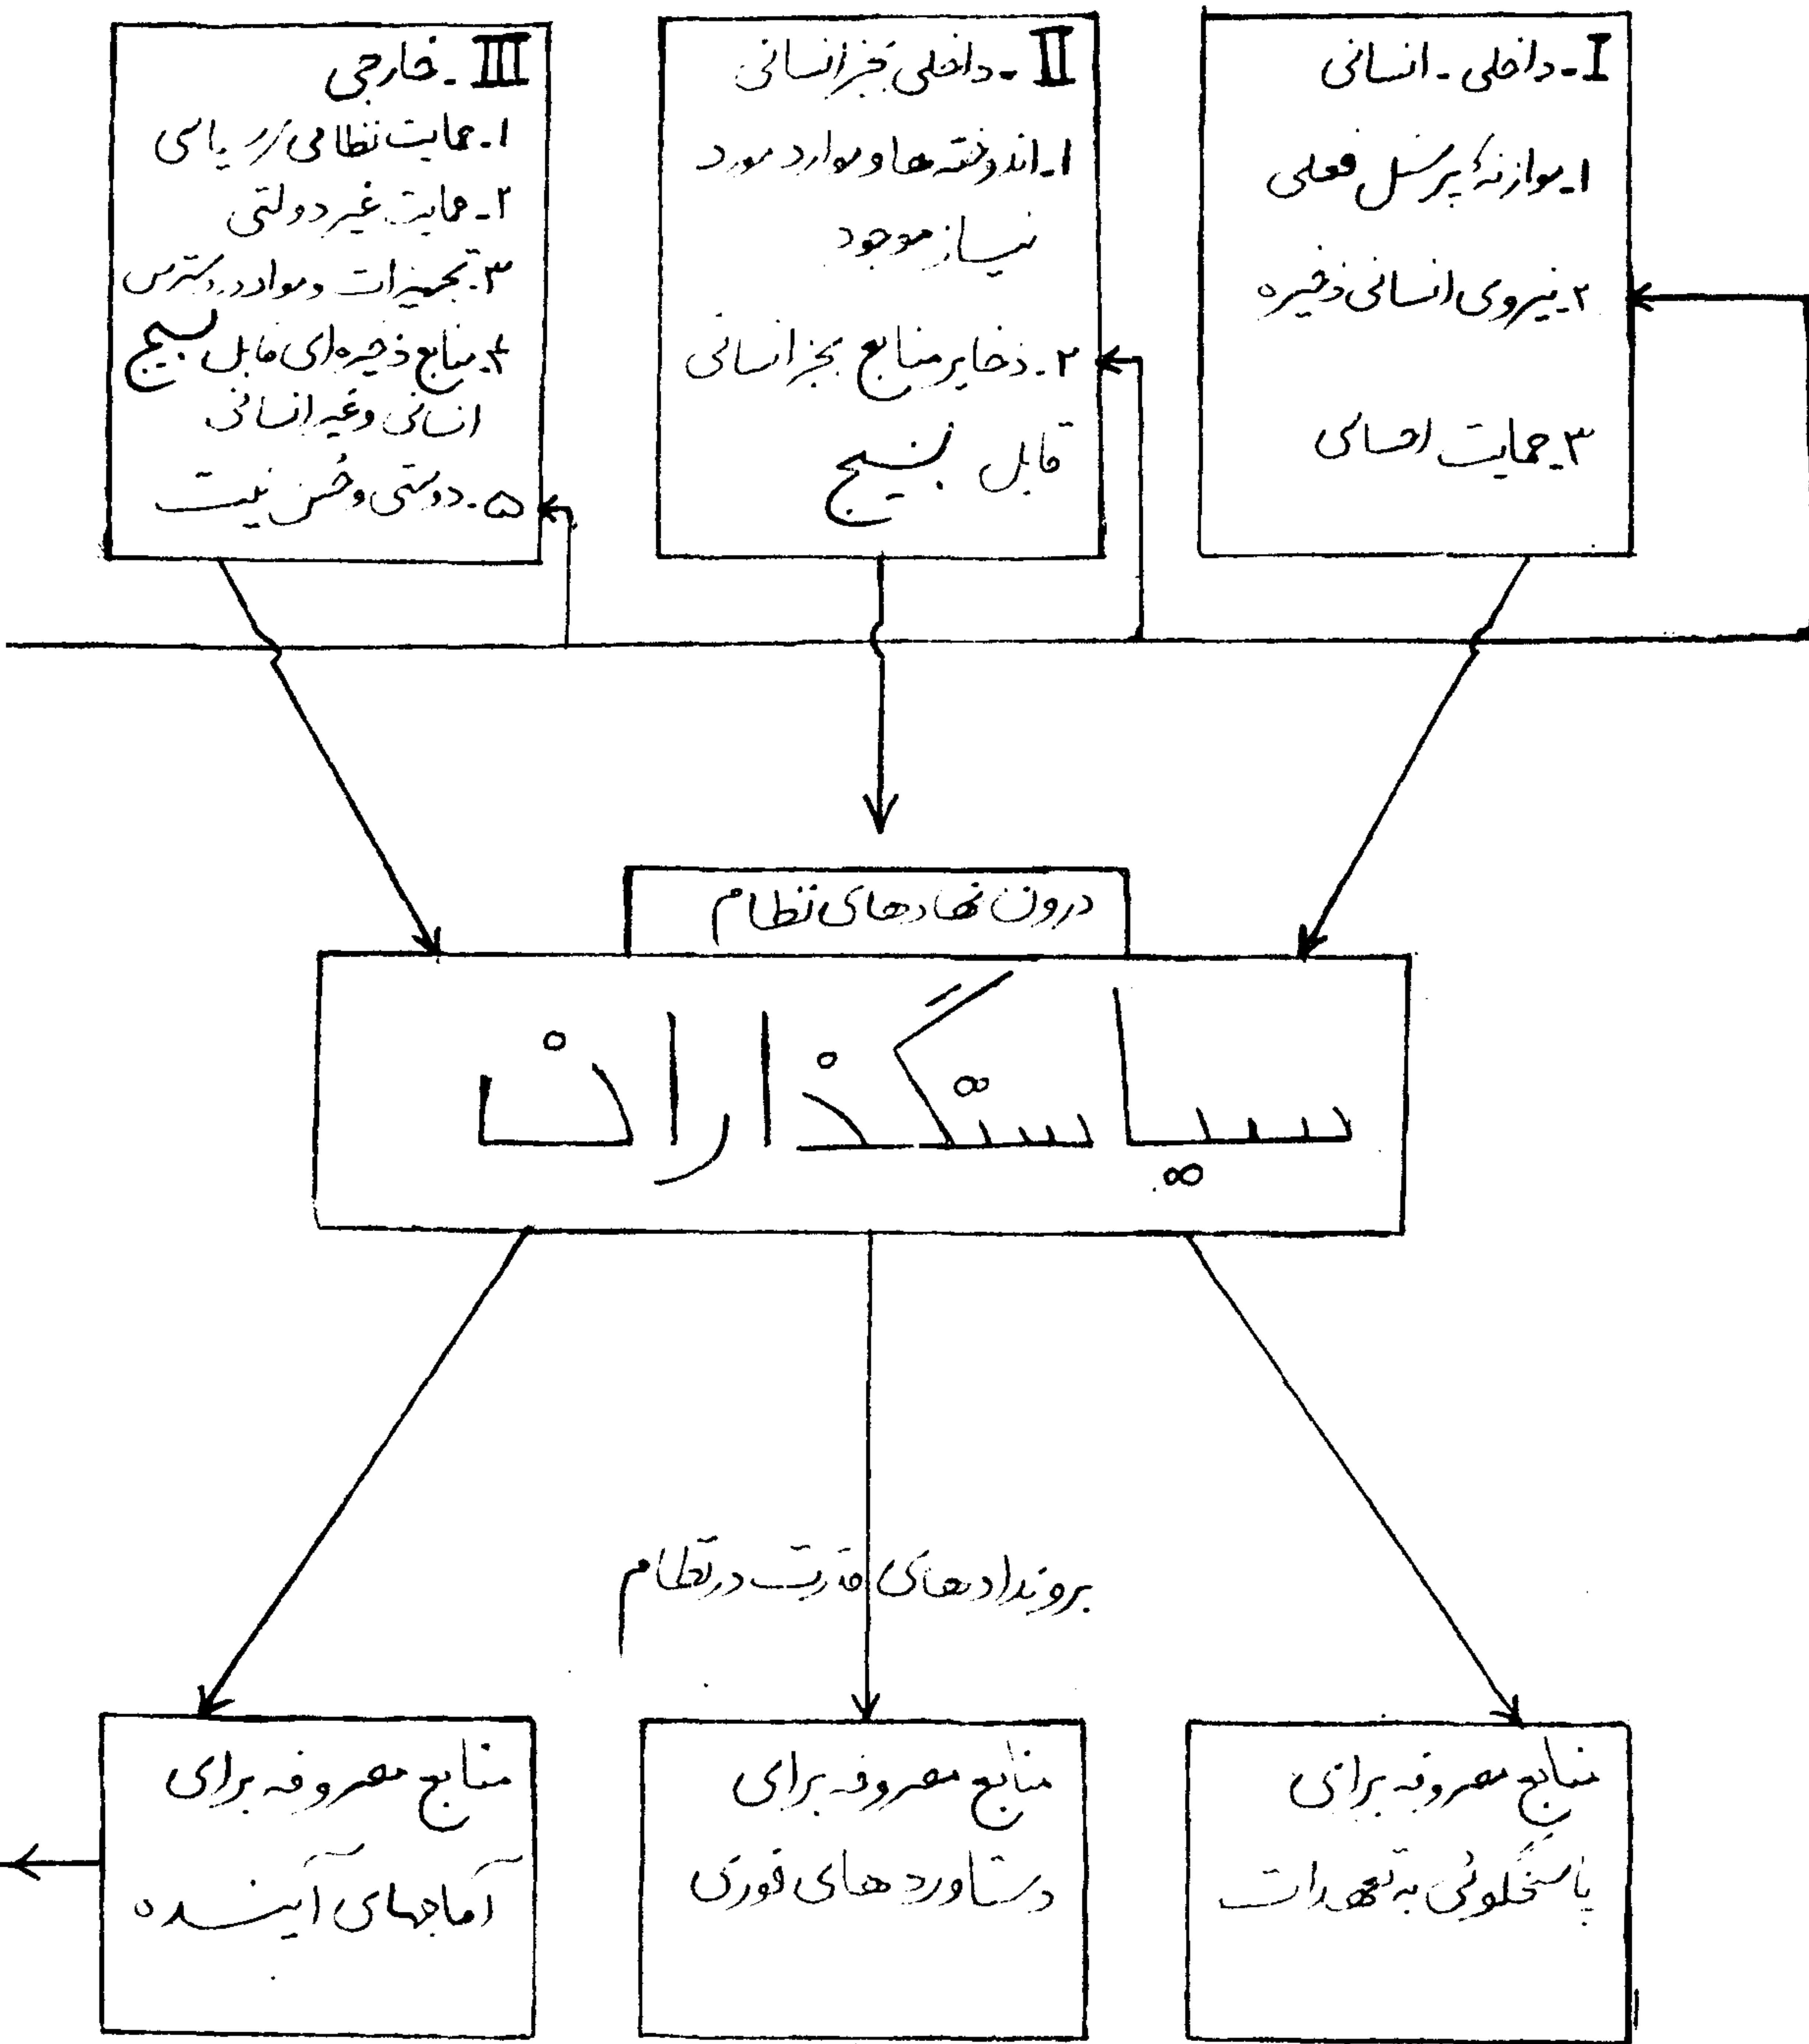 I- داخلی - انسانی
۱- موازنهٔ پرسنل فعلی
۲- نیروی انسانی ذخیره
۳- حمایت احساسی
II- داخلی بجز انسانی
۱- اندوخته ها و موارد مورد
نیاز موجود
۲- ذخایر منابع بجز انسانی
قابل بسیج
III- خارجی
۱- حمایت نظامی
۲- حمایت غیر دولتی
۳- تجهیزات و مواد در دسترس
۴- منابع ذخیره ای قابل بسیج
انسانی و غیر انسانی
۵- دوستی و حسن نیت
درون نهادهای نظام
سیاستگذاران
بروندادهای قدرت در نظام
منابع مصروفه برای
پاسخگوئی به تعهدات
منابع مصروفه برای
دستاورد های فوری
منابع مصروفه برای
آماجهای آینده